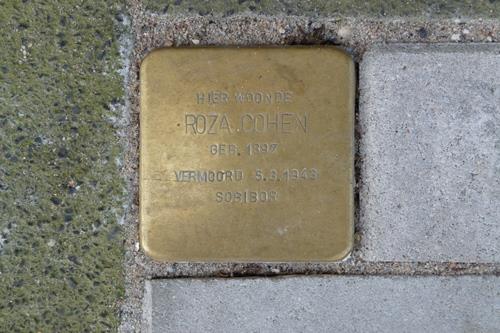 HIER WOONDE
ROZA COHEN
GEB. 1897
VERMOORD 5.3.1943
SOBIBOR